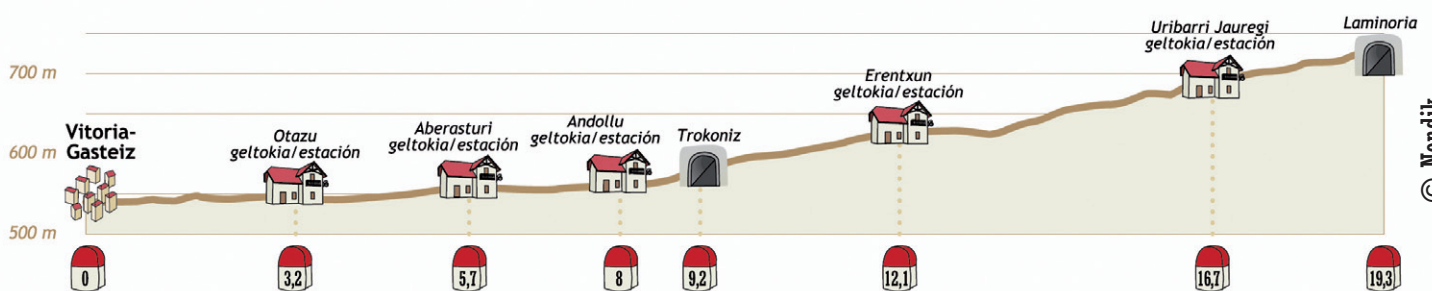 700 m
600 m
500 m
Vitoria-
Gasteiz
Otazu
geltokia/estación
Aberasturi
geltokia/estación
Andollu
geltokia/estación
Trokoniz
Erentxun
geltokia/estación
Uribarri Jauregi
geltokia/estación
Laminoria
0
3,2
5,7
8
9,2
12,1
16,7
19,3